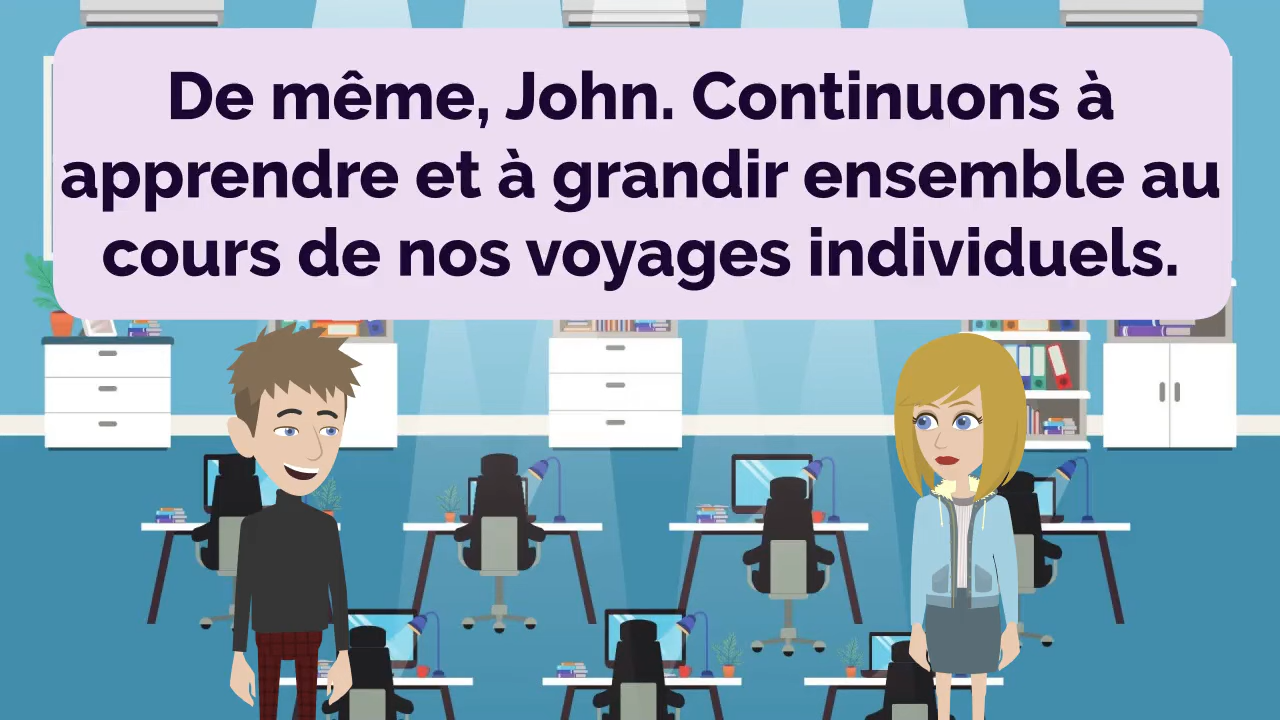 De même, John. Continuons à
apprendre et à grandir ensemble au
cours de nos voyages individuels.